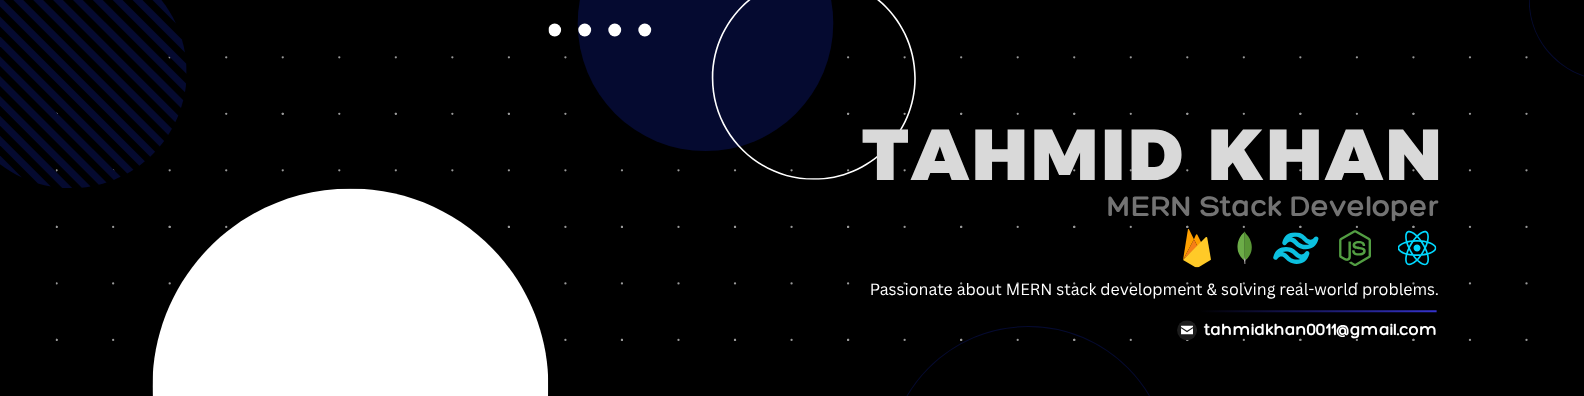 TAHMID KHAN
MERN Stack Developer
JS
Passionate about MERN stack development & solving real-world problems.
tahmidkhan0011@gmail.com